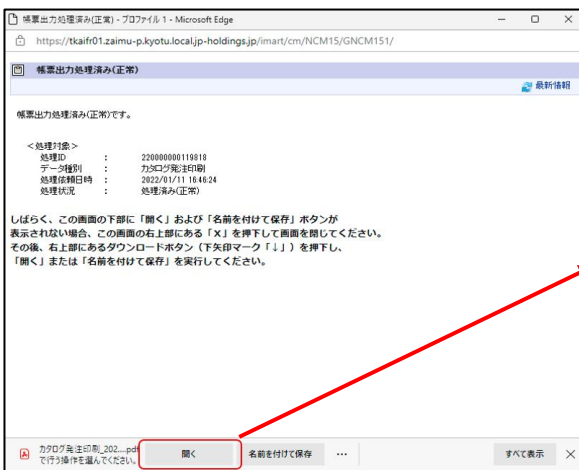 帳票出力処理済み(正常) - プロファイル 1 - Microsoft Edge
https://tkaifr01.zaimu-p.kyotu.local.jp-holdings.jp/imart/cm/NCM15/GNCM151/
帳票出力処理済み(正常)
最新情報
帳票出力処理済み(正常)です。
<処理対象>
処理ID : 220000000119818
データ種別 : カタログ発注印刷
処理依頼日時 : 2022/01/11 16:46:24
処理状況 : 処理済み(正常)
しばらく、この画面の下部に「開く」および「名前を付けて保存」ボタンが
表示されない場合、この画面の右上部にある「X」を押下して画面を閉じてください。
その後、右上部にあるダウンロードボタン（下矢印マーク「↓」）を押下し、
「開く」または「名前を付けて保存」を実行してください。
カタログ発注印刷_202....pdf
で行う操作を選んでください。
開く 名前を付けて保存 … すべて表示